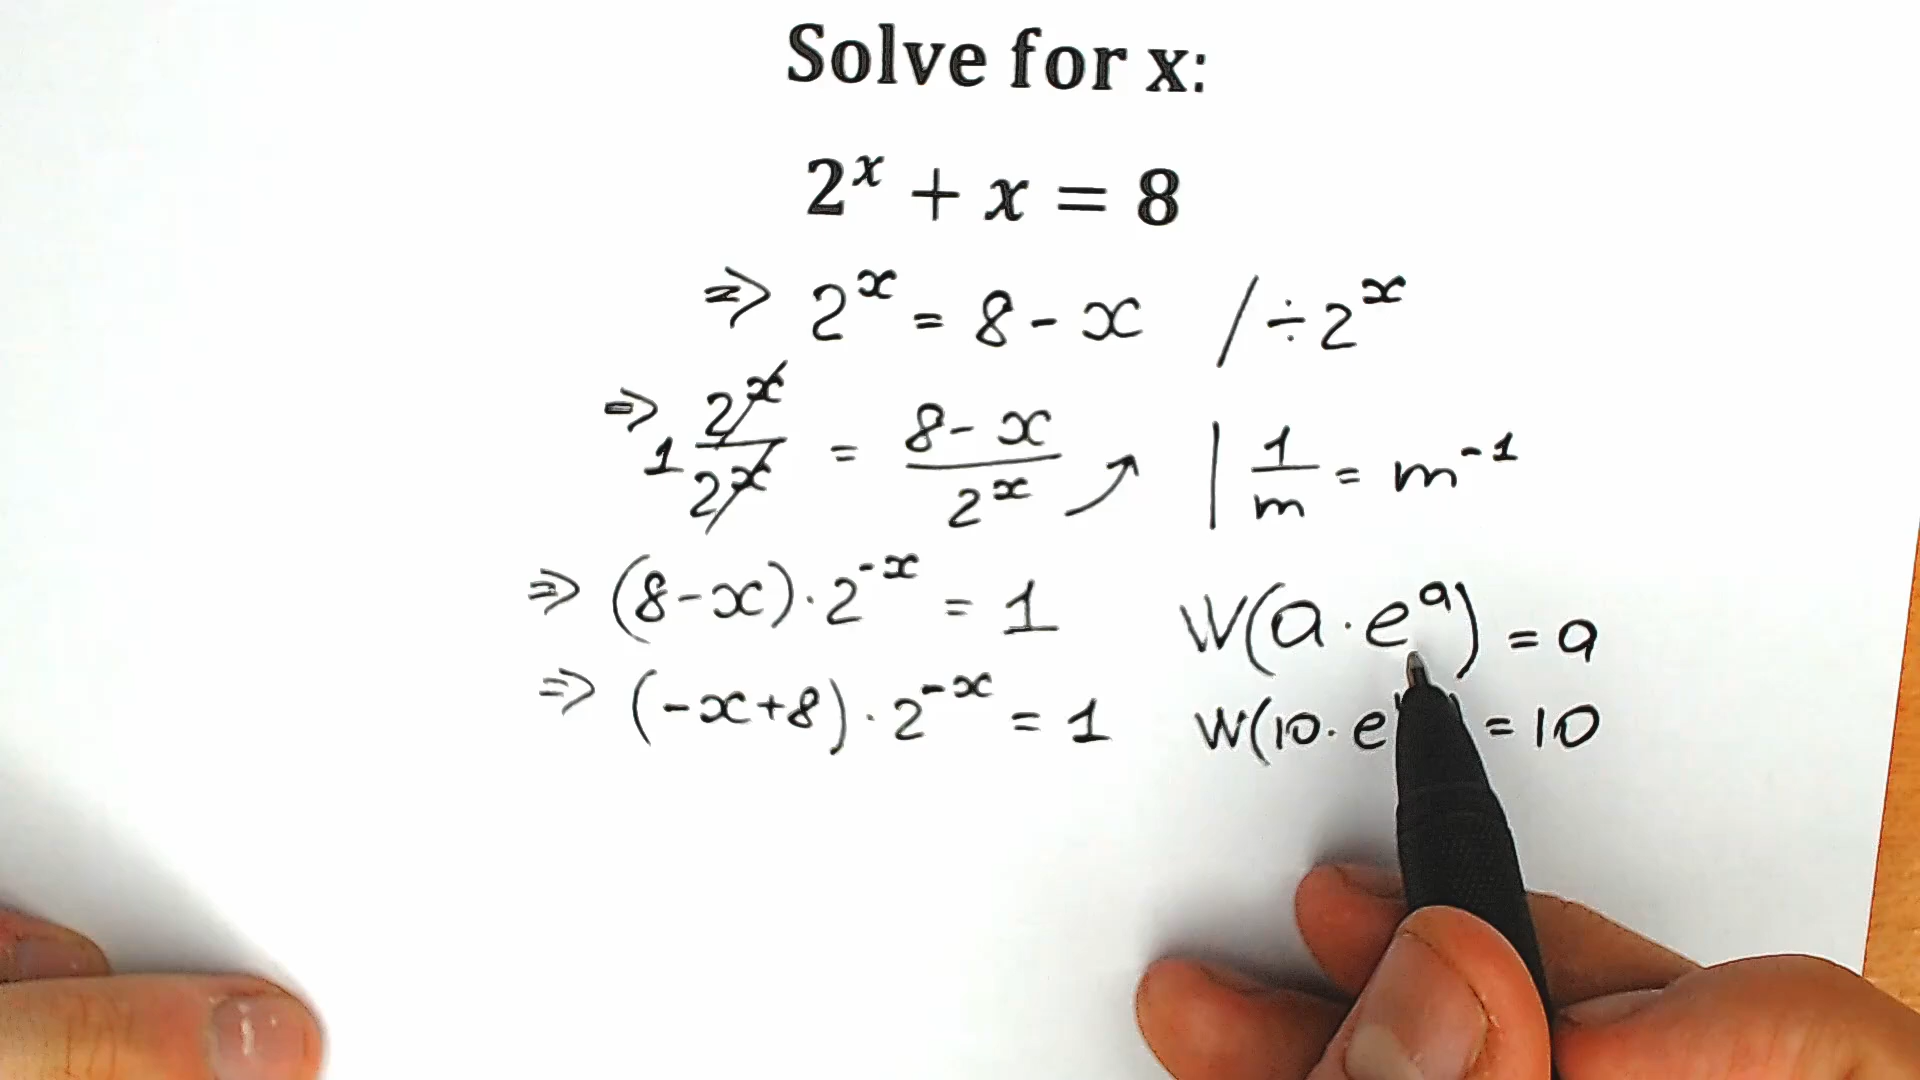 Solve for x:
2^x + x = 8
⇒ 2^x = 8 - x / ÷ 2^x
⇒ 1 2^x/2^x = (8 - x)/2^x | 1/m = m^-1
⇒ (8 - x) · 2^-x = 1 W(a · e^a) = a
⇒ (-x + 8) · 2^-x = 1 W(10 · e ) = 10